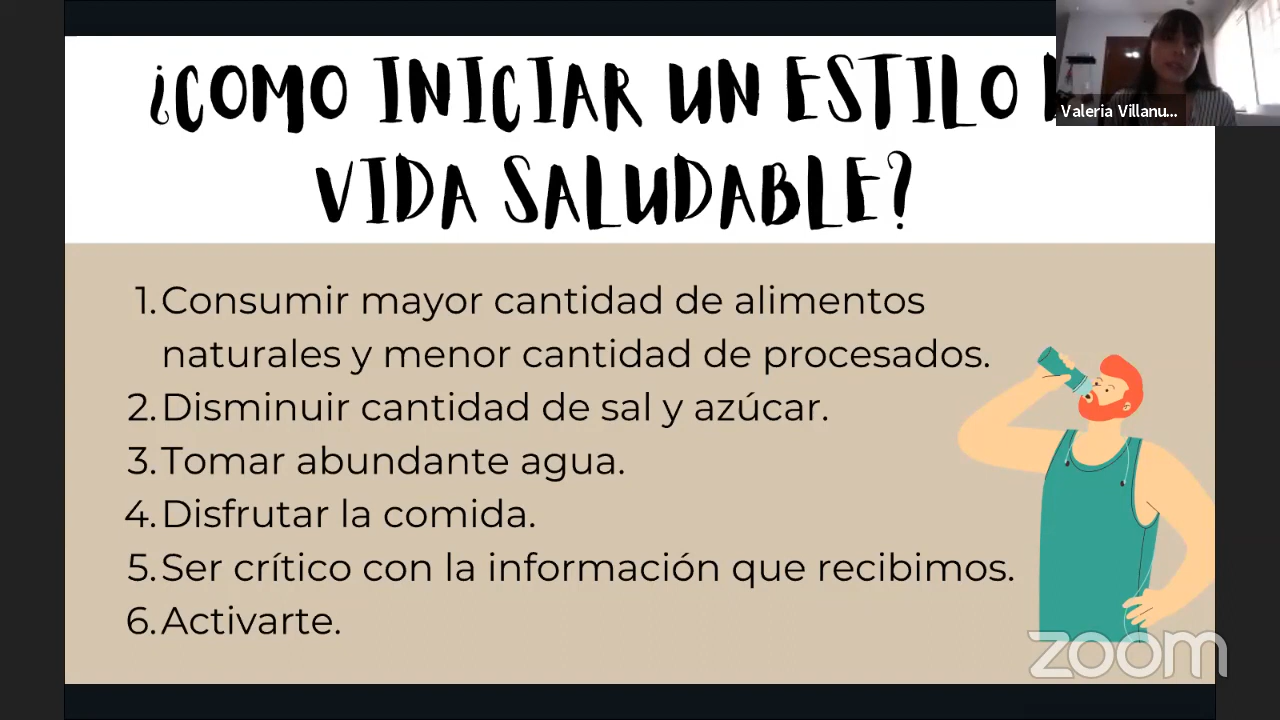 ¿COMO INICIAR UN ESTILO
VIDA SALUDABLE?
Valeria Villanu...
1. Consumir mayor cantidad de alimentos
naturales y menor cantidad de procesados.
2. Disminuir cantidad de sal y azúcar.
3. Tomar abundante agua.
4. Disfrutar la comida.
5. Ser crítico con la información que recibimos.
6. Activarte.
zoom